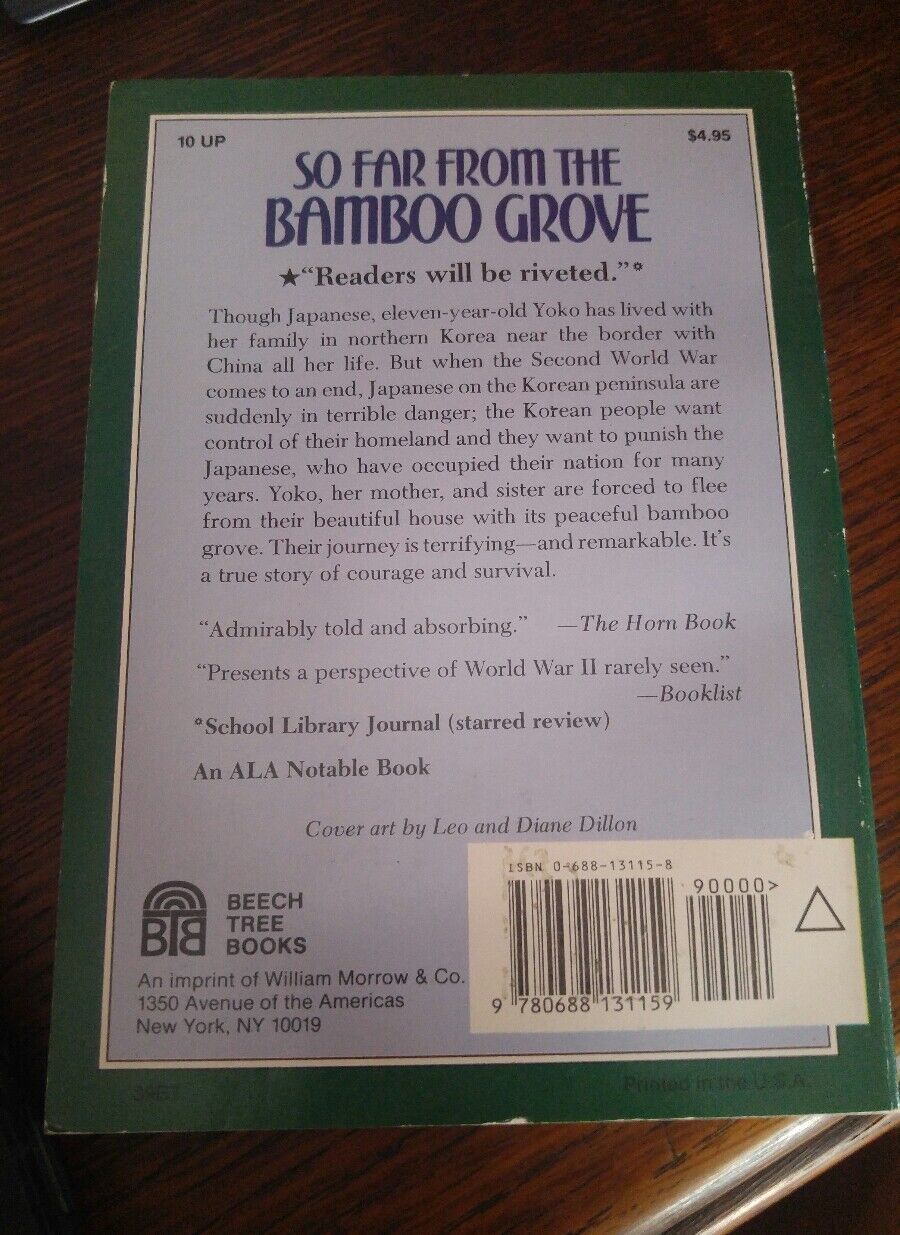 10 UP
$4.95
SO FAR FROM THE
BAMBOO GROVE
★“Readers will be riveted.”*
Though Japanese, eleven-year-old Yoko has lived with
her family in northern Korea near the border with
China all her life. But when the Second World War
comes to an end, Japanese on the Korean peninsula are
suddenly in terrible danger; the Korean people want
control of their homeland and they want to punish the
Japanese, who have occupied their nation for many
years. Yoko, her mother, and sister are forced to flee
from their beautiful house with its peaceful bamboo
grove. Their journey is terrifying—and remarkable. It’s
a true story of courage and survival.
“Admirably told and absorbing.” —The Horn Book
“Presents a perspective of World War II rarely seen.”
—Booklist
*School Library Journal (starred review)
An ALA Notable Book
Cover art by Leo and Diane Dillon
BTB
BEECH
TREE
BOOKS
An imprint of William Morrow & Co.
1350 Avenue of the Americas
New York, NY 10019
ISBN 0-688-13115-8
90000>
9 780688 131159
Printed in the U.S.A.